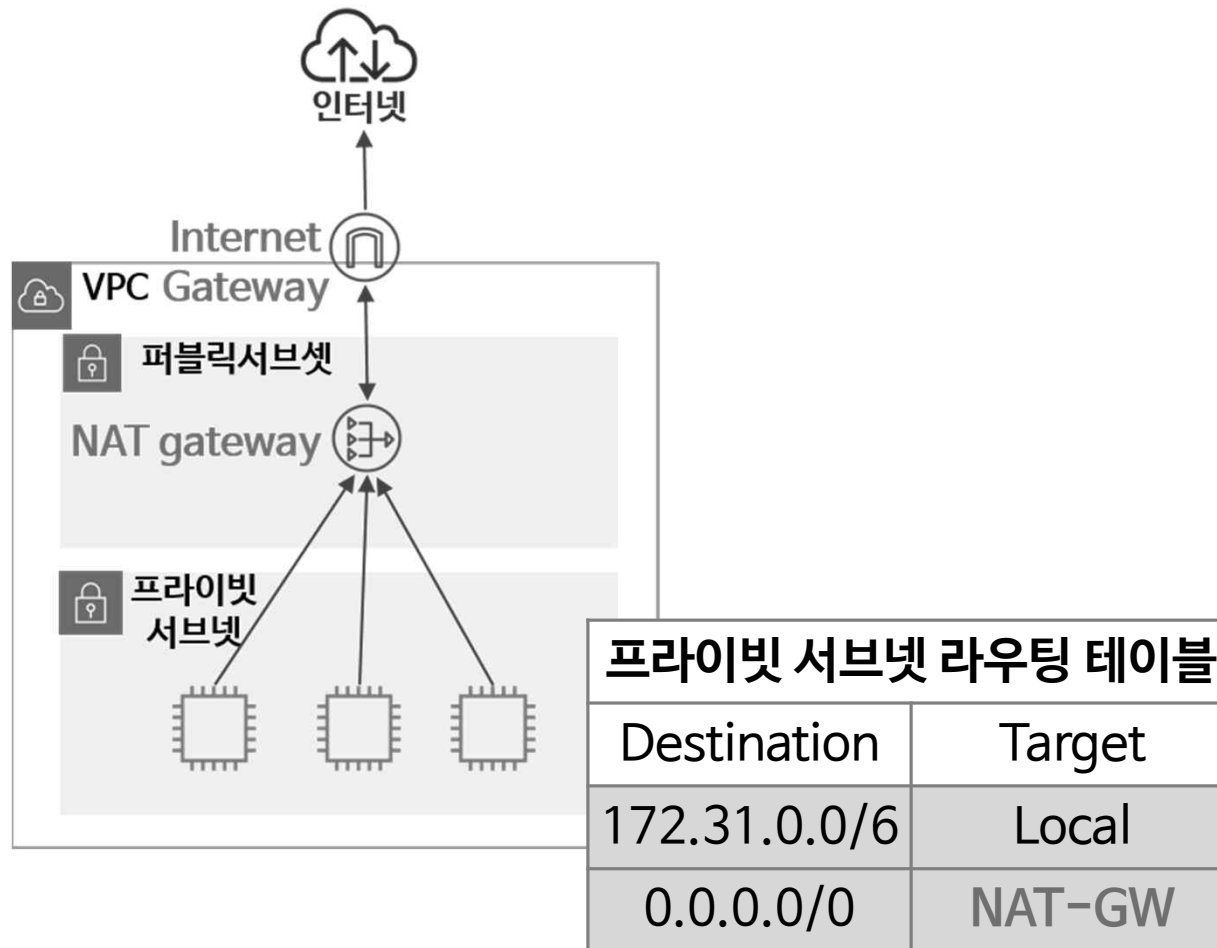 인터넷
Internet
VPC Gateway
퍼블릭서브셋
NAT gateway
프라이빗
서브넷
프라이빗 서브넷 라우팅 테이블
Destination Target
172.31.0.0/6 Local
0.0.0.0/0 NAT-GW